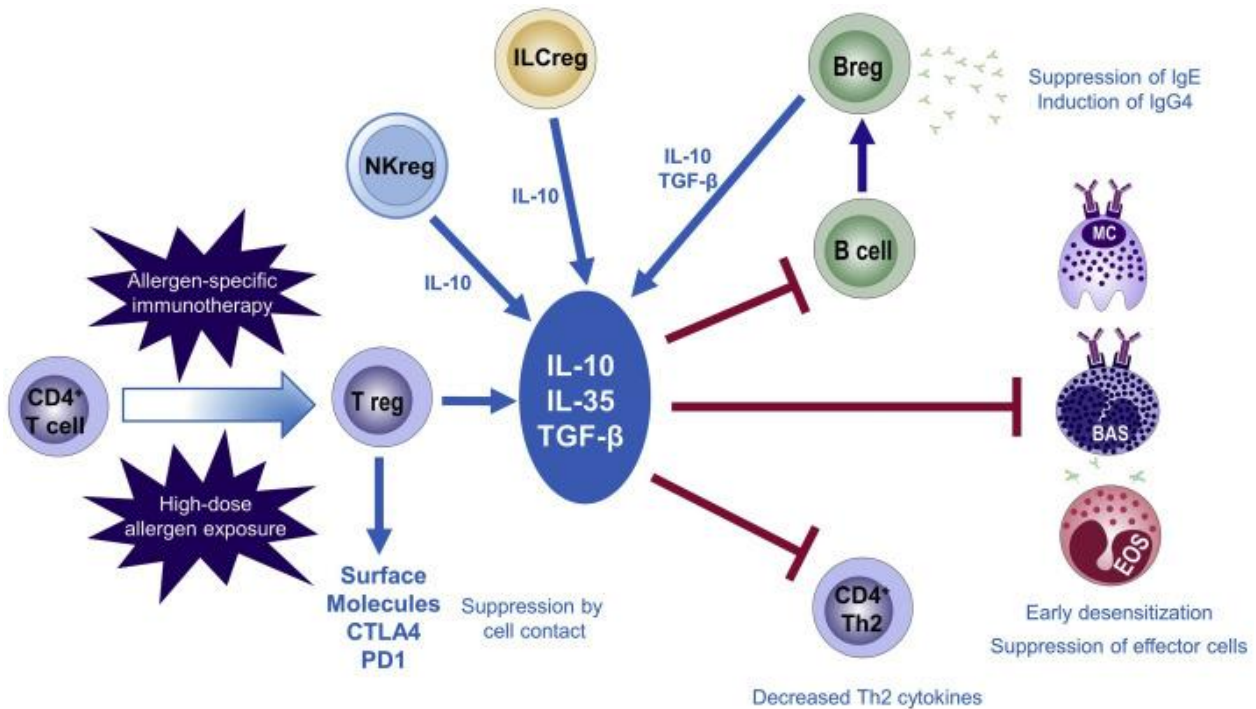 ILCreg
Breg
Suppression of IgE
Induction of IgG4
NKreg
IL-10
TGF-β
IL-10
B cell
MC
Allergen-specific
immunotherapy
IL-10
CD4⁺
T cell
T reg
IL-10
IL-35
TGF-β
BAS
High-dose
allergen exposure
EOS
Surface
Molecules
CTLA4
PD1
Suppression by
cell contact
CD4⁺
Th2
Early desensitization
Suppression of effector cells
Decreased Th2 cytokines